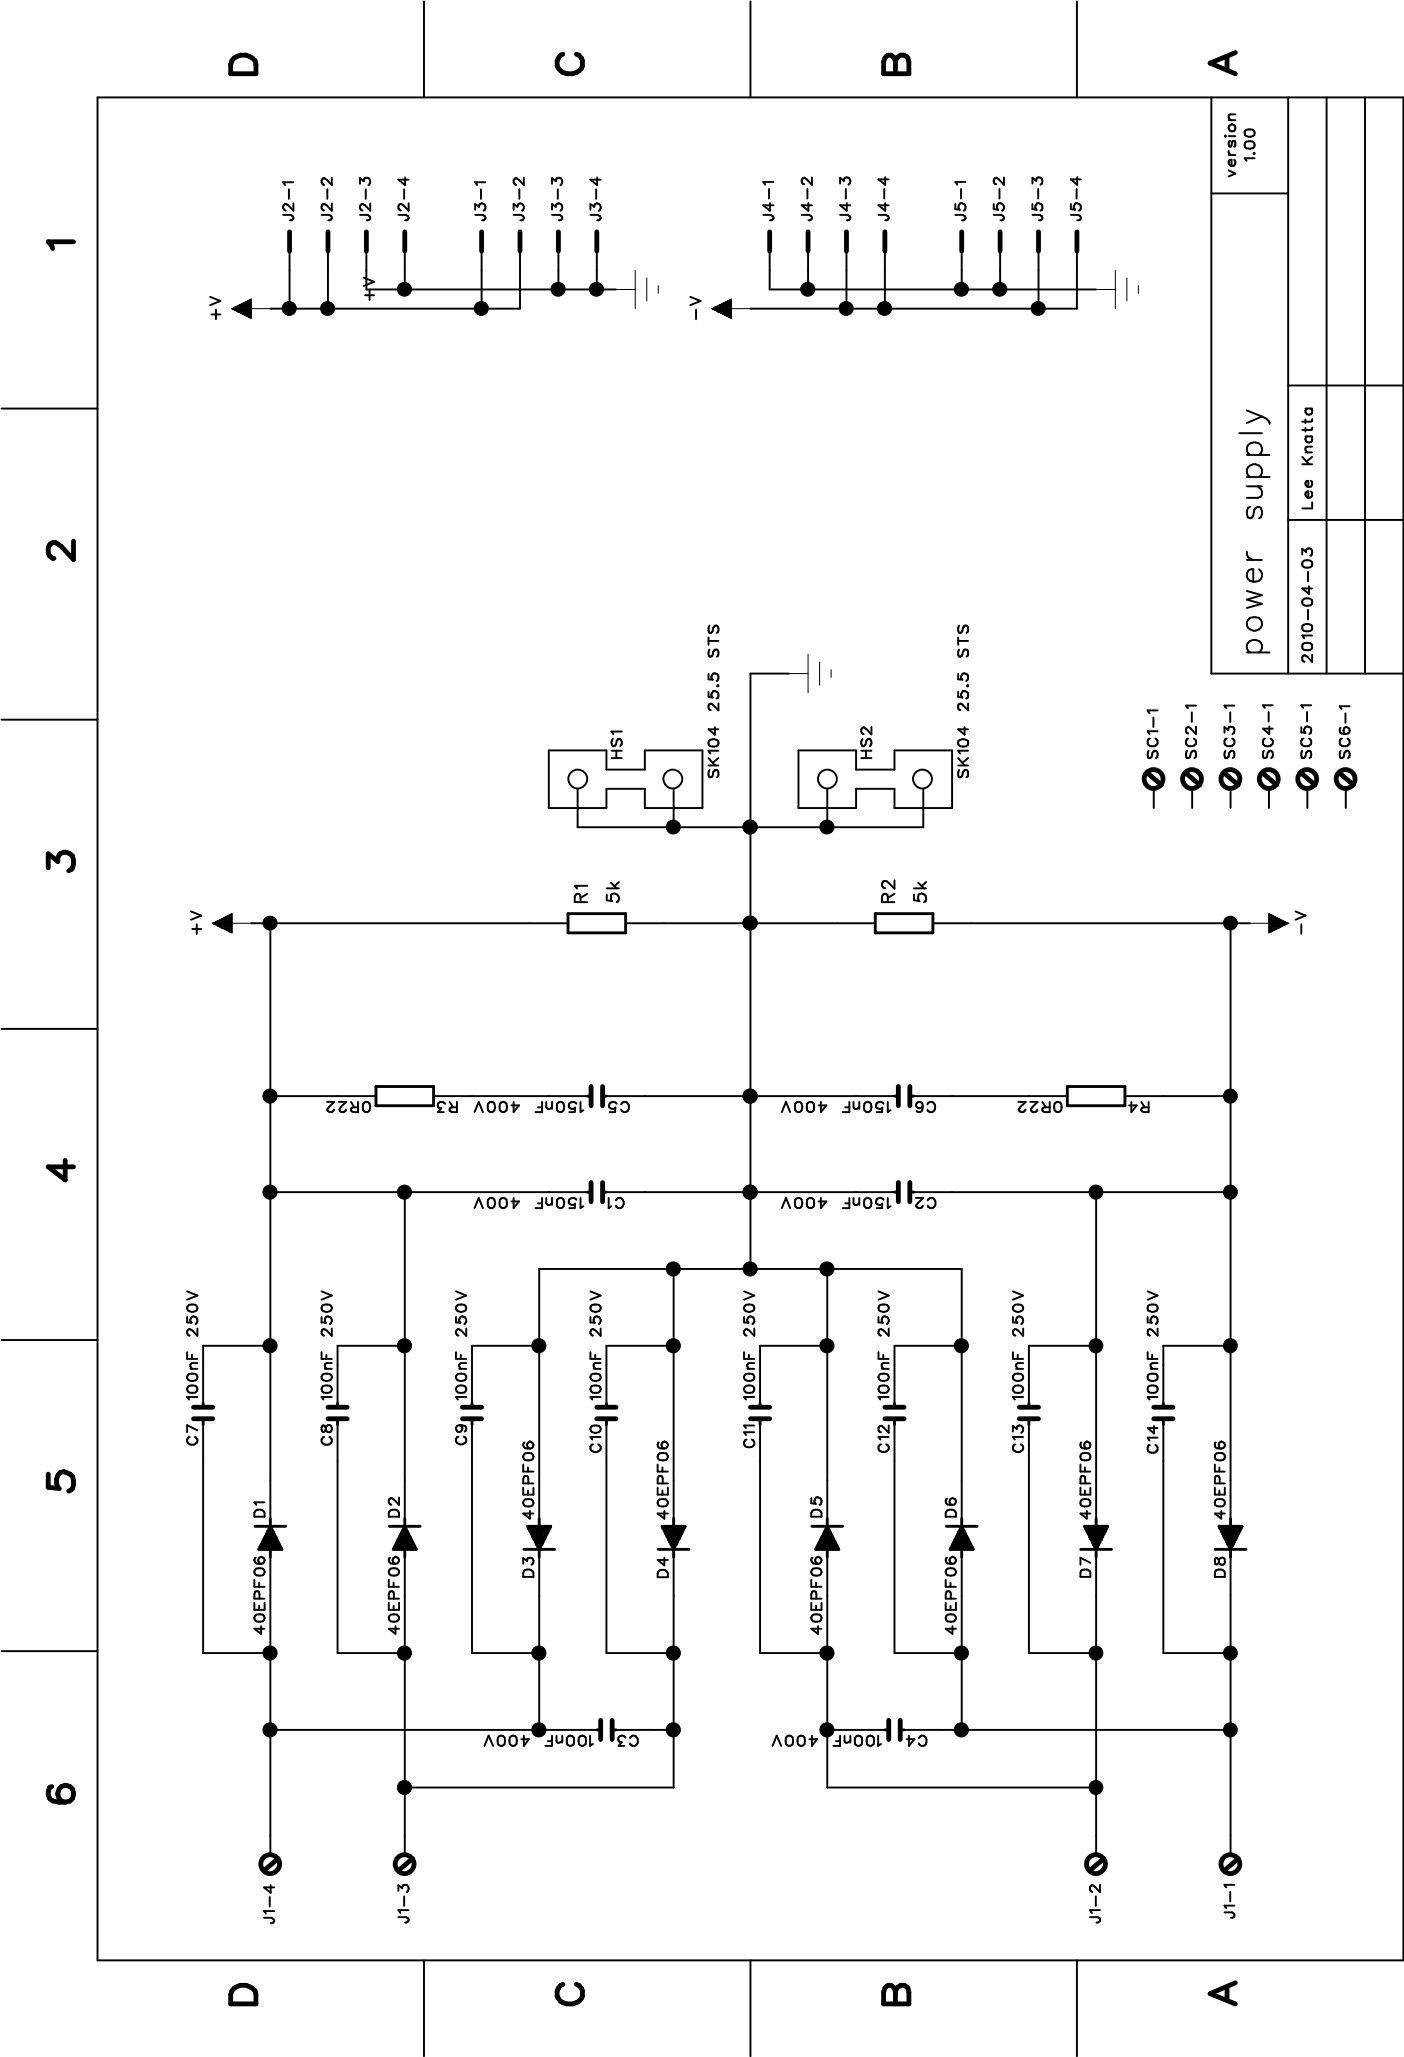 D
C
B
A
1
2
3
4
5
6
version
1.00
power supply
2010-04-03
Lee Knatta
J2-1
J2-2
J2-3
J2-4
J3-1
J3-2
J3-3
J3-4
+V
+V
J4-1
J4-2
J4-3
J4-4
J5-1
J5-2
J5-3
J5-4
-V
HS1
SK104 25.5 STS
HS2
SK104 25.5 STS
SC1-1
SC2-1
SC3-1
SC4-1
SC5-1
SC6-1
+V
R1
5k
R2
5k
-V
0R22
R3
150nF 400V
C5
150nF 400V
C6
0R22
R4
150nF 400V
C1
150nF 400V
C2
C7
100nF 250V
C8
100nF 250V
C9
100nF 250V
C10
100nF 250V
C11
100nF 250V
C12
100nF 250V
C13
100nF 250V
C14
100nF 250V
40EPF06
D1
40EPF06
D2
D3
40EPF06
D4
40EPF06
40EPF06
D5
40EPF06
D6
D7
40EPF06
D8
40EPF06
100nF 400V
C3
100nF 400V
C4
J1-4
J1-3
J1-2
J1-1
D
C
B
A